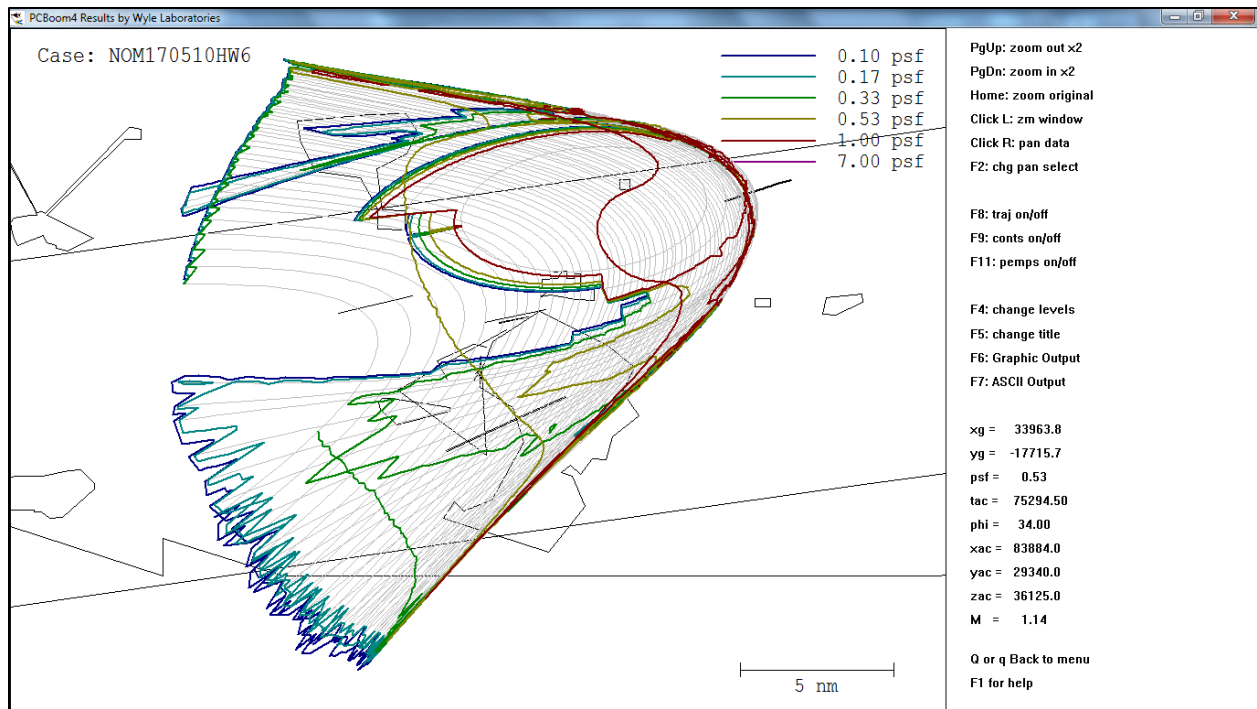 PCBoom4 Results by Wyle Laboratories
Case: NOM170510HW6
0.10 psf
0.17 psf
0.33 psf
0.53 psf
1.00 psf
7.00 psf
5 nm
PgUp: zoom out x2
PgDn: zoom in x2
Home: zoom original
Click L: zm window
Click R: pan data
F2: chg pan select
F8: traj on/off
F9: conts on/off
F11: pemps on/off
F4: change levels
F5: change title
F6: Graphic Output
F7: ASCII Output
xg = 33963.8
yg = -17715.7
psf = 0.53
tac = 75294.50
phi = 34.00
xac = 83884.0
yac = 29340.0
zac = 36125.0
M = 1.14
Q or q Back to menu
F1 for help